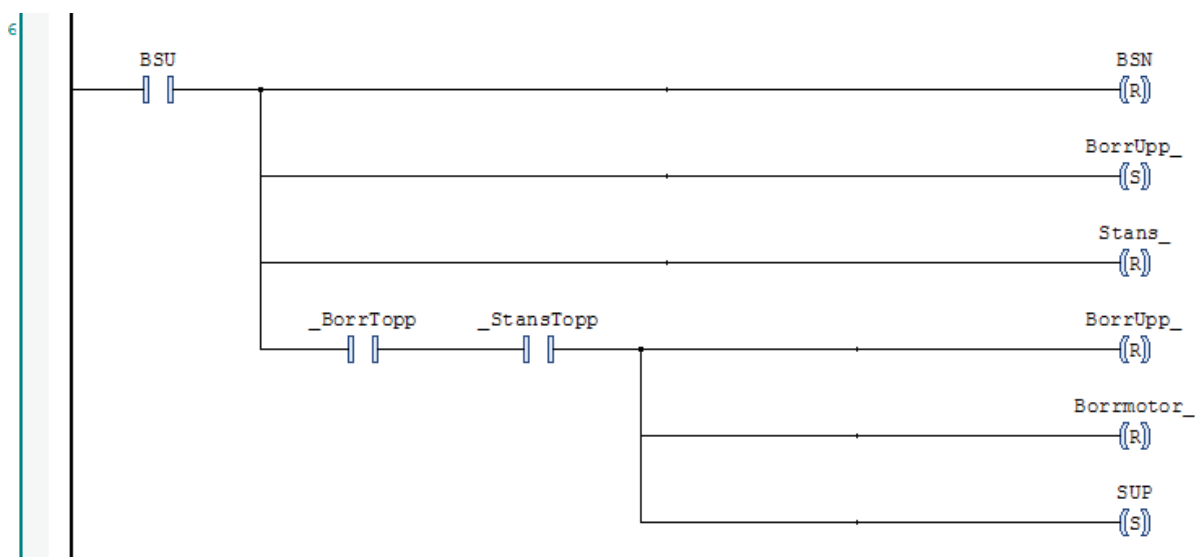 6
BSU
BSN
R
BorrUpp_
S
Stans_
R
_BorrTopp _StansTopp BorrUpp_
R
Borrmotor_
R
SUP
S